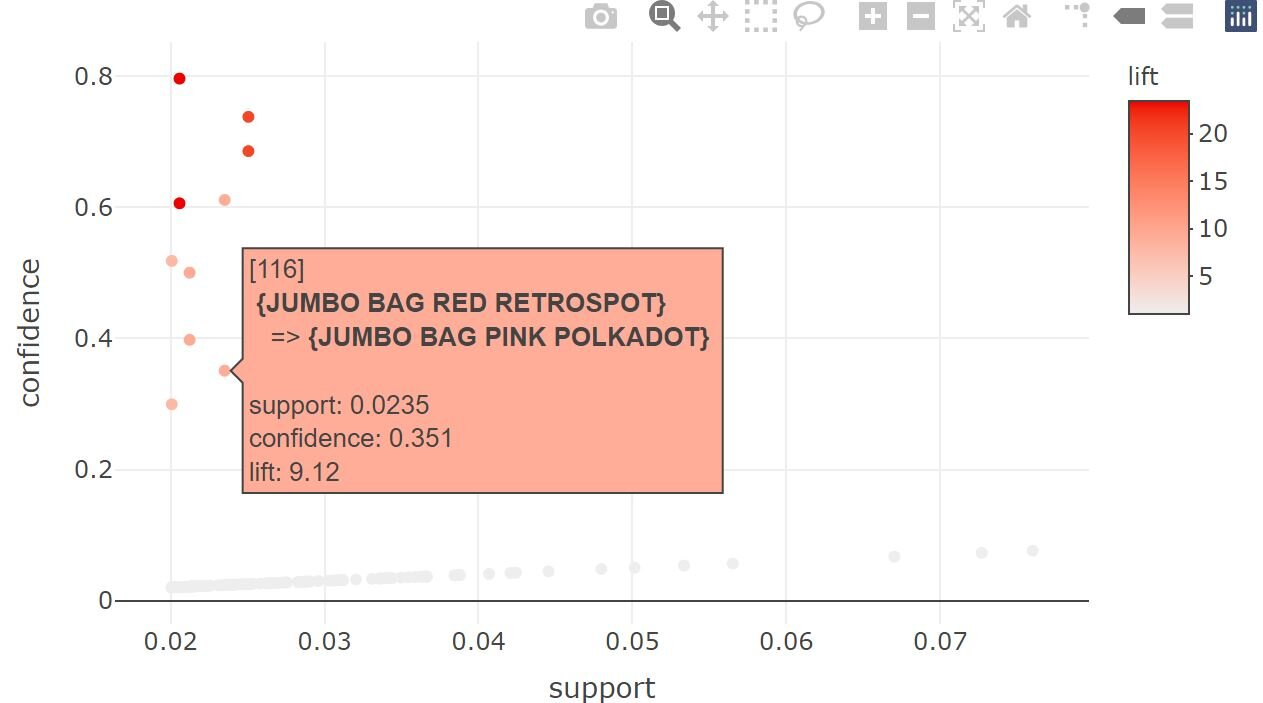 lift
0.8
20
15
0.6
10
confidence
[116]
5
{JUMBO BAG RED RETROSPOT}
=> {JUMBO BAG PINK POLKADOT}
0.4
support: 0.0235
confidence: 0.351
lift: 9.12
0.2
0
0.02 0.03 0.04 0.05 0.06 0.07
support